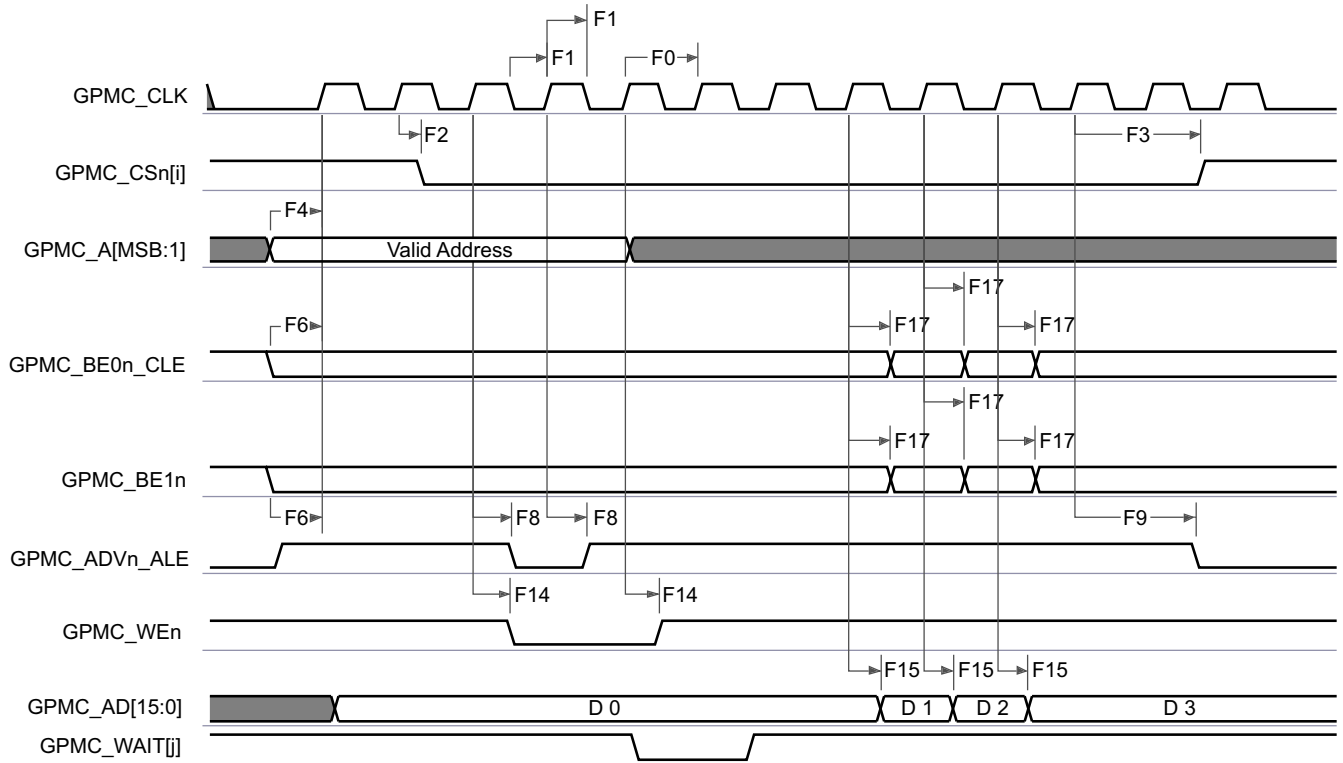 F1
F1
F0
GPMC_CLK
F2
F3
GPMC_CSn[i]
F4
GPMC_A[MSB:1]
Valid Address
F17
F6
F17
F17
GPMC_BE0n_CLE
F17
F17
F17
GPMC_BE1n
F6
F8
F8
F9
GPMC_ADVn_ALE
F14
F14
GPMC_WEn
F15
F15
F15
GPMC_AD[15:0]
D 0
D 1
D 2
D 3
GPMC_WAIT[j]